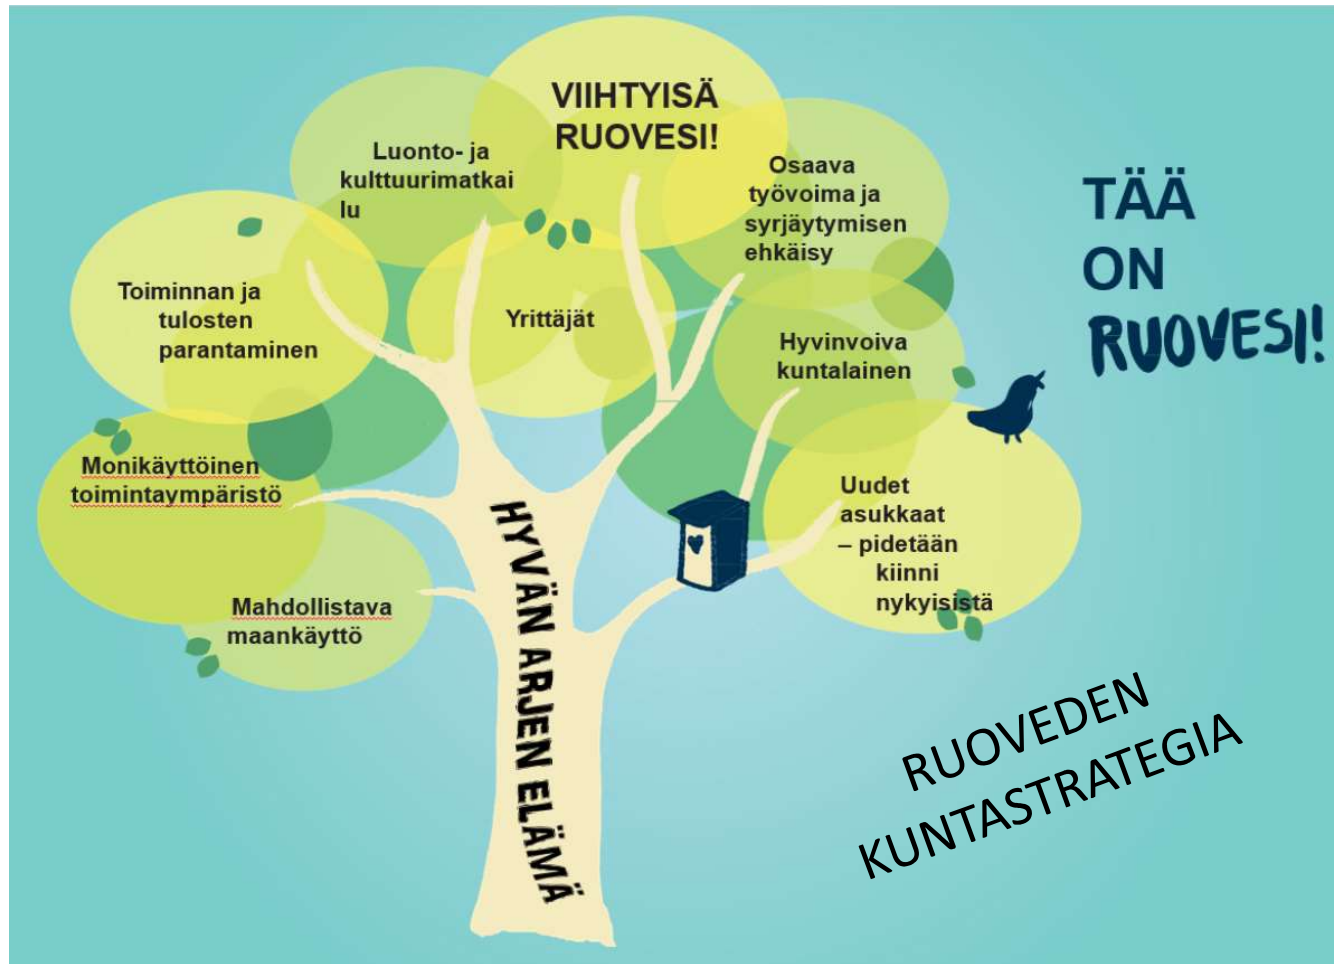 VIIHTYISÄ
RUOVESI!
Luonto- ja
kulttuurimatkai
lu
Osaava
työvoima ja
syrjäytymisen
ehkäisy
TÄÄ
ON
RUOVESI!
Toiminnan ja
tulosten
parantaminen
Yrittäjät
Hyvinvoiva
kuntalainen
Monikäyttöinen
toimintaympäristö
Uudet
asukkaat
– pidetään
kiinni
nykyisistä
Mahdollistava
maankäyttö
HYVÄN ARJEN ELÄMÄ
RUOVEDEN
KUNTASTRATEGIA